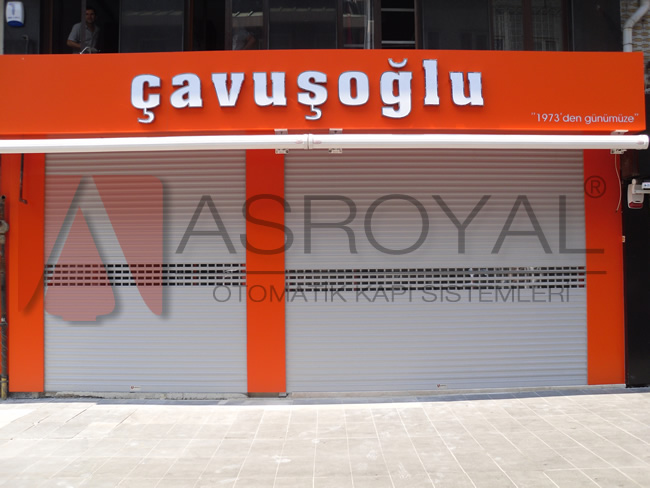 çavuşoğlu
"1973'den günümüze"
ASROYAL®
OTOMATİK KAPI SİSTEMLERİ